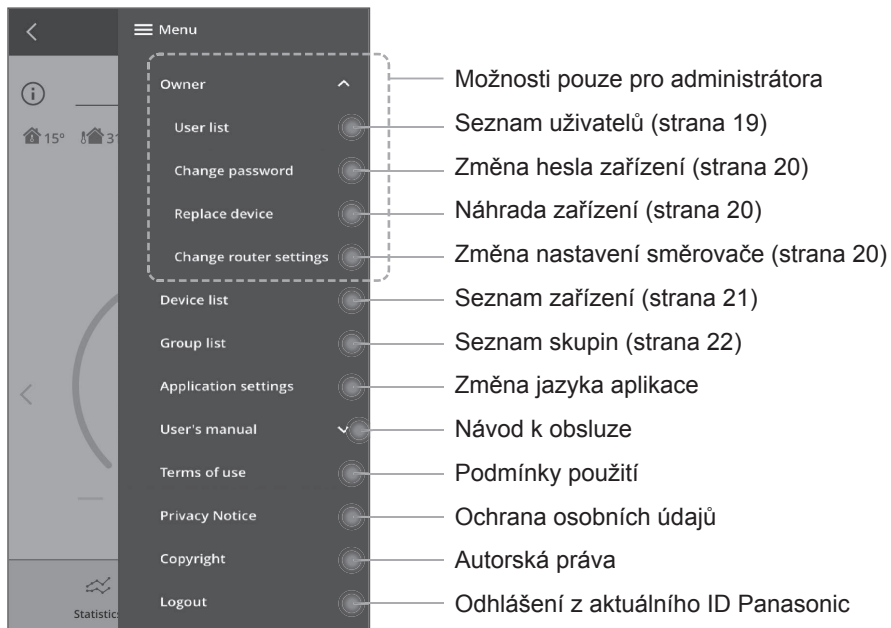 Menu
Owner
Možnosti pouze pro administrátora
User list
Seznam uživatelů (strana 19)
15°
31
Change password
Změna hesla zařízení (strana 20)
Replace device
Náhrada zařízení (strana 20)
Change router settings
Změna nastavení směrovače (strana 20)
Device list
Seznam zařízení (strana 21)
Group list
Seznam skupin (strana 22)
Application settings
Změna jazyka aplikace
User's manual
Návod k obsluze
Terms of use
Podmínky použití
Privacy Notice
Ochrana osobních údajů
Copyright
Autorská práva
Logout
Odhlášení z aktuálního ID Panasonic
Statistic